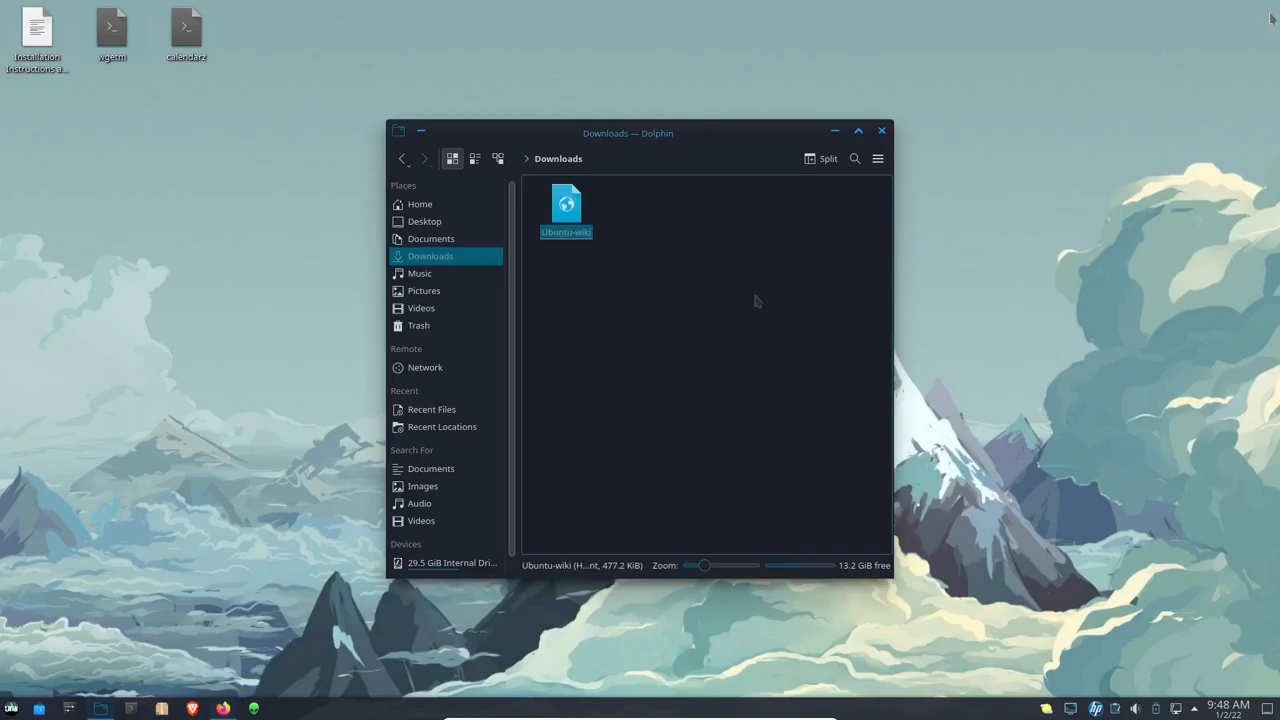 Installation
Instructions a...
wgetm
calendarz
Downloads — Dolphin
Downloads
Split
Places
Home
Desktop
Documents
Downloads
Music
Pictures
Videos
Trash
Remote
Network
Recent
Recent Files
Recent Locations
Search For
Documents
Images
Audio
Videos
Devices
29.5 GiB Internal Dri...
Ubuntu-wiki
Ubuntu-wiki (H...nt, 477.2 KiB)
Zoom:
13.2 GiB free
9:48 AM
1/2/22